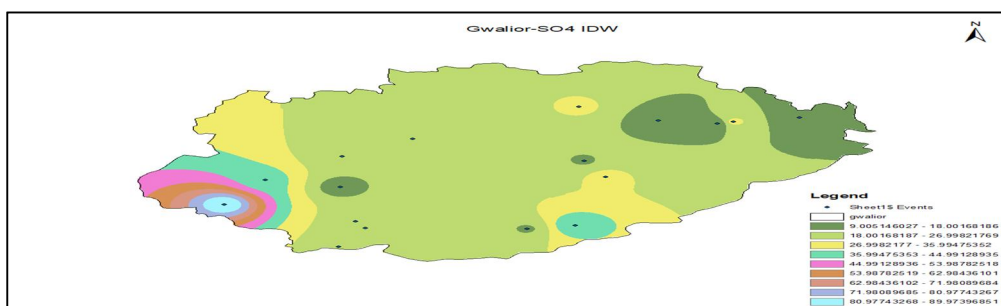 Gwalior-SO4 IDW
N
Legend
Sheet1$ Events
gwalior
9.005146027 - 18.00168186
18.00168187 - 26.99821769
26.9982177 - 35.99475352
35.99475353 - 44.99128935
44.99128936 - 53.98782518
53.98782519 - 62.98436101
62.98436102 - 71.98089684
71.98089685 - 80.97743267
80.97743268 - 89.97396851